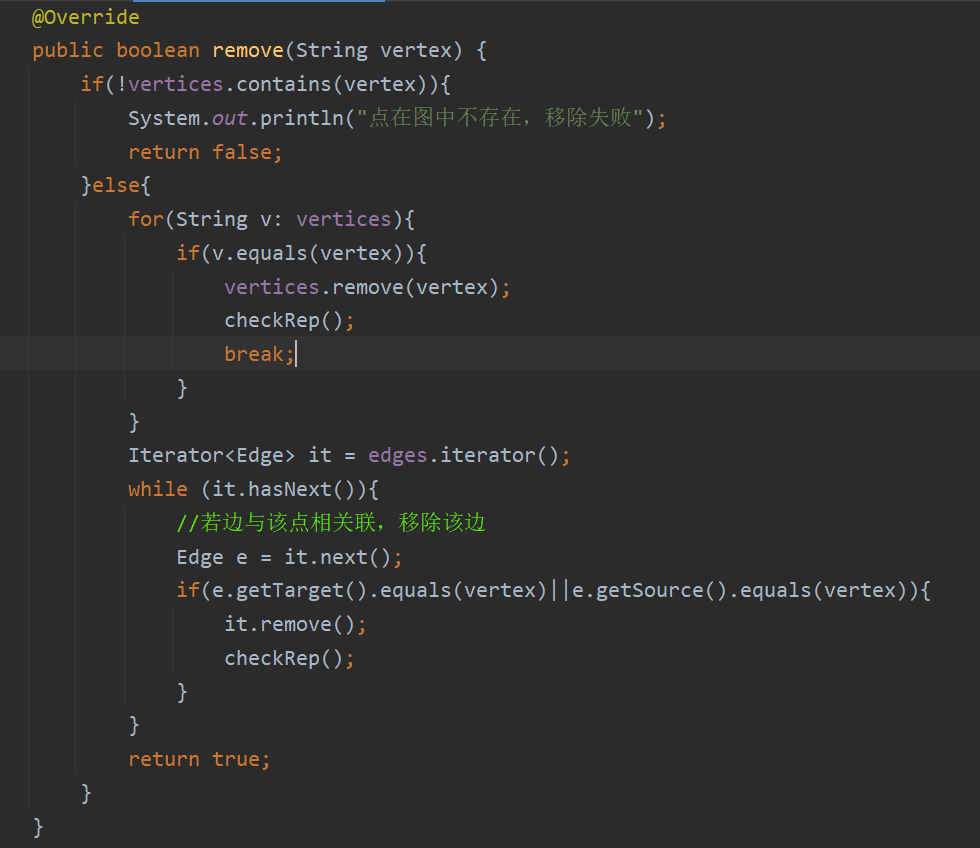 @Override
public boolean remove(String vertex) {
    if(!vertices.contains(vertex)){
        System.out.println("点在图中不存在，移除失败");
        return false;
    }else{
        for(String v: vertices){
            if(v.equals(vertex)){
                vertices.remove(vertex);
                checkRep();
                break;
            }
        }
        Iterator<Edge> it = edges.iterator();
        while (it.hasNext()){
            //若边与该点相关联，移除该边
            Edge e = it.next();
            if(e.getTarget().equals(vertex)||e.getSource().equals(vertex)){
                it.remove();
                checkRep();
            }
        }
        return true;
    }
}